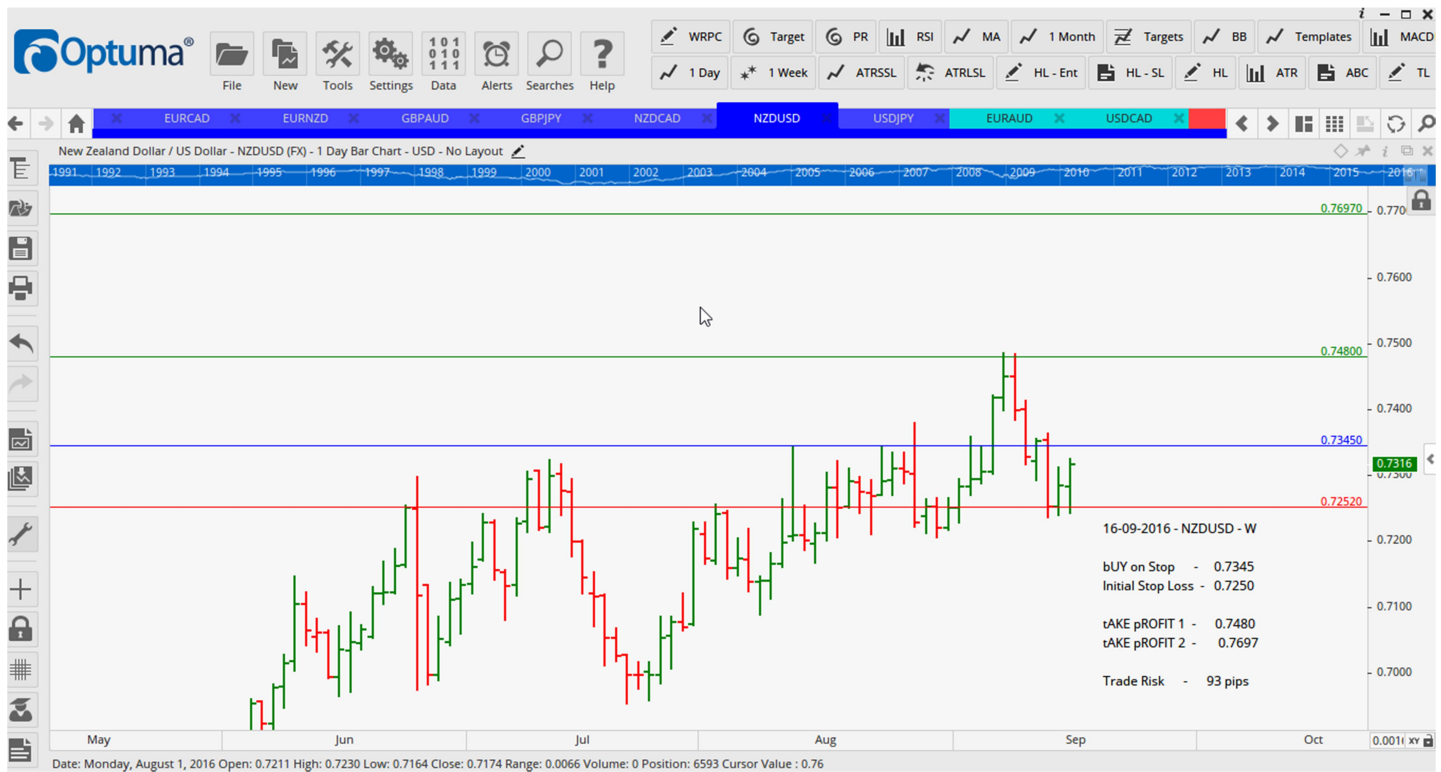 Optuma®
File
New
Tools
Settings
101
010
111
Data
Alerts
Searches
?
Help
i
WRPC
Target
PR
RSI
MA
1 Month
Targets
BB
Templates
MACD
1 Day
1 Week
ATRSSL
ATRLSL
HL - Ent
HL - SL
HL
ATR
ABC
TL
EURCAD
EURNZD
GBPAUD
GBPJPY
NZDCAD
NZDUSD
USDJPY
EURAUD
USDCAD
New Zealand Dollar / US Dollar - NZDUSD (FX) - 1 Day Bar Chart - USD - No Layout
i
1991 1992 1993 1994 1995 1996 1997 1998 1999 2000 2001 2002 2003 2004 2005 2006 2007 2008 2009 2010 2011 2012 2013 2014 2015 2016
0.76970
0.7700
0.7600
0.7500
0.74800
0.7400
0.73450
0.7316
0.7300
0.72520
16-09-2016 - NZDUSD - W
0.7200
bUY on Stop - 0.7345
Initial Stop Loss - 0.7250
0.7100
tAKE pROFIT 1 - 0.7480
tAKE pROFIT 2 - 0.7697
0.7000
Trade Risk - 93 pips
May Jun Jul Aug Sep Oct
XY
Date: Monday, August 1, 2016 Open: 0.7211 High: 0.7230 Low: 0.7164 Close: 0.7174 Range: 0.0066 Volume: 0 Position: 6593 Cursor Value : 0.76